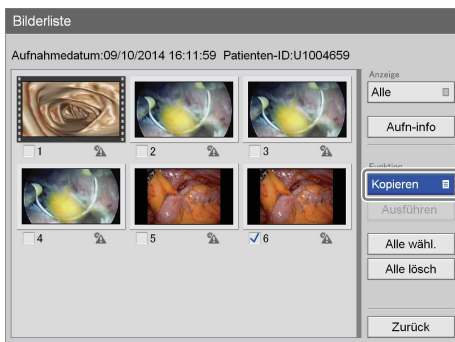 Bilderliste
Aufnahmedatum:09/10/2014 16:11:59 Patienten-ID:U1004659
1
2
3
4
5
6
Anzeige
Alle
Aufn-info
Funktion
Kopieren
Ausführen
Alle wähl.
Alle lösch
Zurück